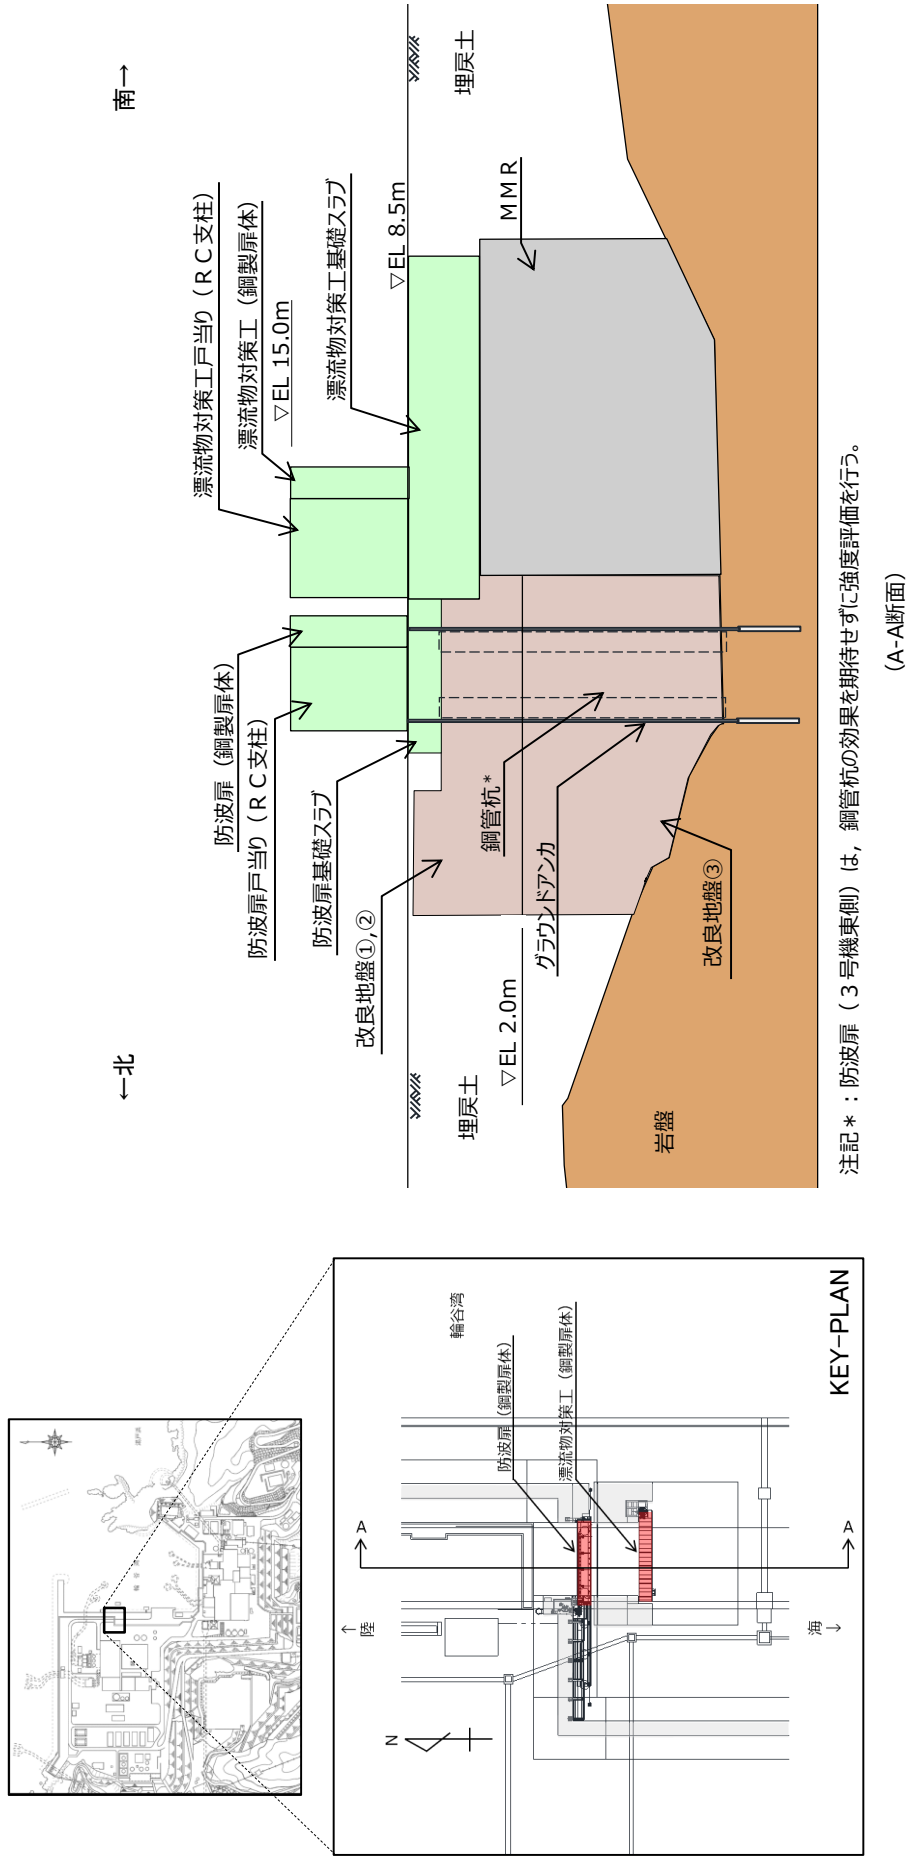 ←北
南→
漂流物対策工戸当り（ＲＣ支柱）
漂流物対策工（鋼製扉体）
▽EL 15.0m
防波扉（鋼製扉体）
防波扉戸当り（ＲＣ支柱）
漂流物対策工基礎スラブ
防波扉基礎スラブ
▽EL 8.5m
改良地盤①,②
埋戻土
埋戻土
ＭＭＲ
鋼管杭*
▽EL 2.0m
グラウンドアンカ
岩盤
改良地盤③
注記*：防波扉（３号機東側）は，鋼管杭の効果を期待せずに強度評価を行う。
（A-A断面）
輪谷湾
防波扉（鋼製扉体）
漂流物対策工（鋼製扉体）
A
A
↑
陸
海
↓
N
KEY-PLAN